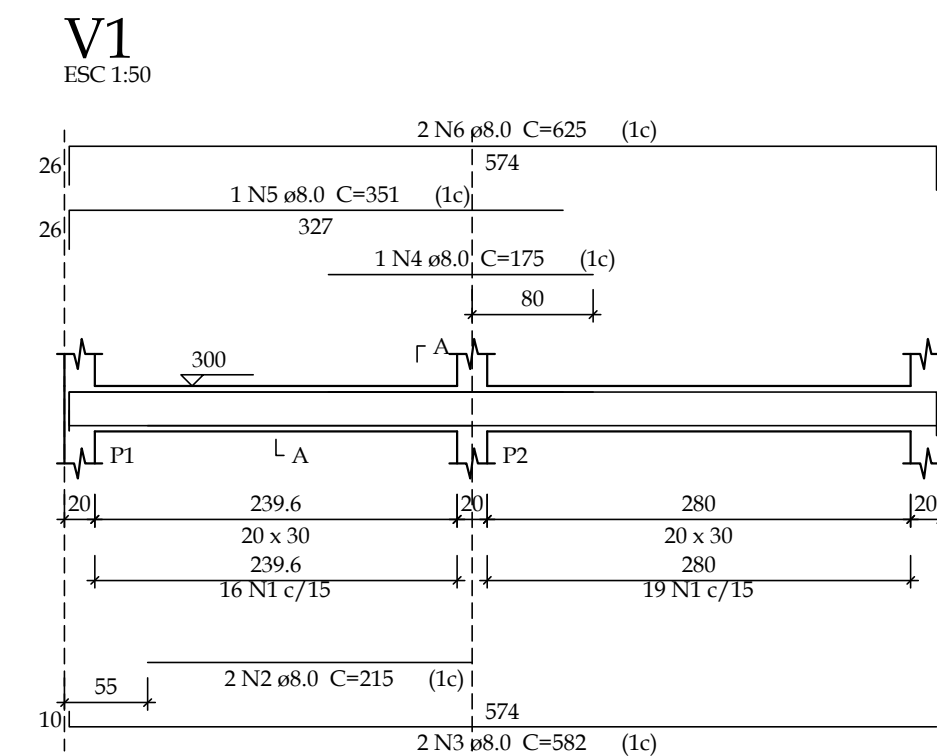 V1
ESC 1:50
2 N6 ø8.0 C=625 (1c)
26
574
1 N5 ø8.0 C=351 (1c)
26
327
1 N4 ø8.0 C=175 (1c)
80
A
300
P1
A
P2
20 239.6 20 280 20
20 x 30 20 x 30
239.6 280
16 N1 c/15 19 N1 c/15
2 N2 ø8.0 C=215 (1c)
55
10
574
2 N3 ø8.0 C=582 (1c)